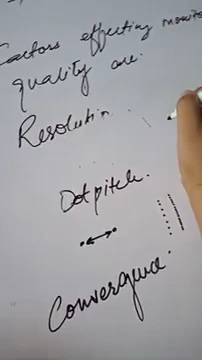 Factors effecting monitor
quality are:
Resolution
Dot pitch.
Convergence.